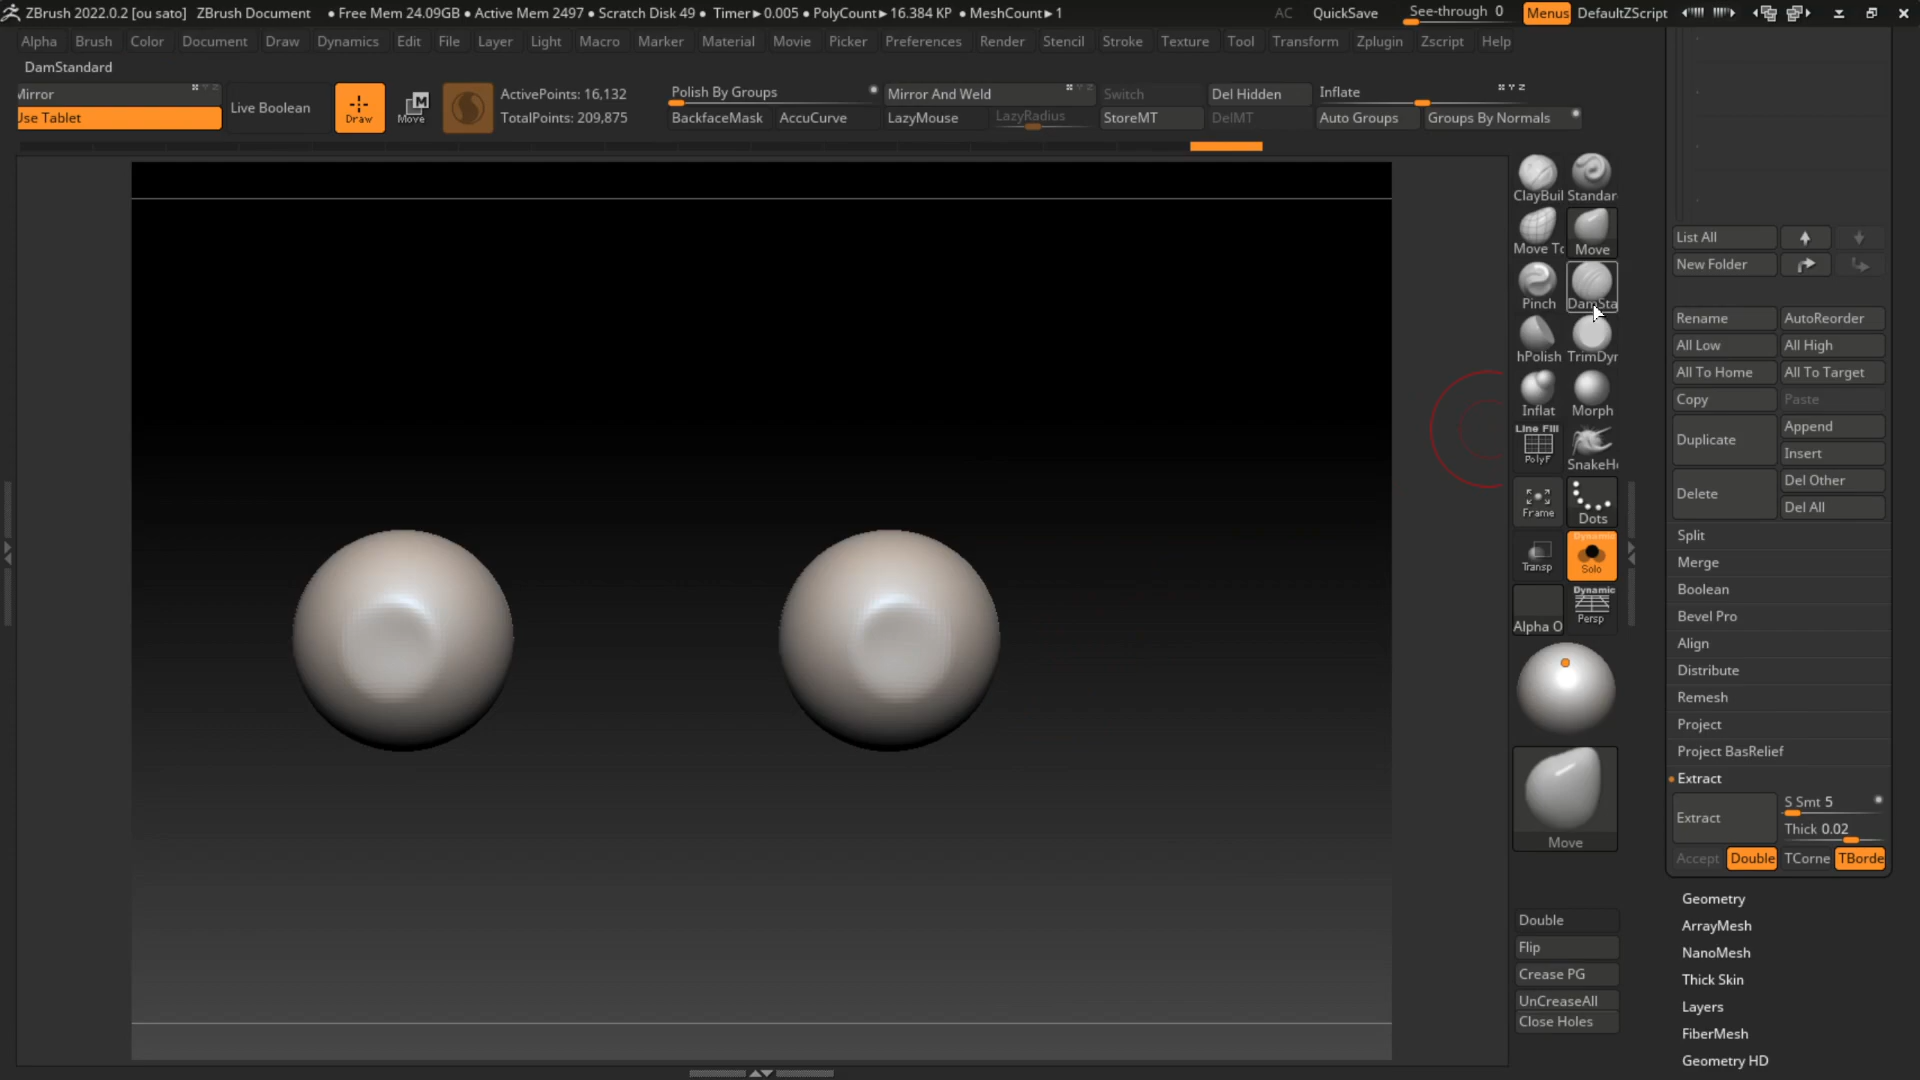 ZBrush 2022.0.2 [ou sato] ZBrush Document • Free Mem 24.09GB • Active Mem 2497 • Scratch Disk 49 • Timer▸0.005 • PolyCount▸16.384 KP • MeshCount▸1 AC QuickSave See-through 0 Menus DefaultZScript
Alpha Brush Color Document Draw Dynamics Edit File Layer Light Macro Marker Material Movie Picker Preferences Render Stencil Stroke Texture Tool Transform Zplugin Zscript Help
DamStandard
Mirror
Use Tablet
Live Boolean
Draw
Move
ActivePoints: 16,132
TotalPoints: 209,875
Polish By Groups
BackfaceMask AccuCurve
Mirror And Weld
LazyMouse LazyRadius
Switch Del Hidden
StoreMT DelMT
Inflate
Auto Groups Groups By Normals
ClayBuil Standar
Move To Move
Pinch DamSta
hPolish TrimDyn
Inflat Morph
Line Fill
PolyF SnakeH
Frame Dots
Transp
Dynamic
Solo
Alpha O
Dynamic
Persp
Move
Double
Flip
Crease PG
UnCreaseAll
Close Holes
List All
New Folder
Rename AutoReorder
All Low All High
All To Home All To Target
Copy Paste
Duplicate Append
Insert
Delete Del Other
Del All
Split
Merge
Boolean
Bevel Pro
Align
Distribute
Remesh
Project
Project BasRelief
Extract
Extract S Smt 5
Thick 0.02
Accept Double TCorne TBorde
Geometry
ArrayMesh
NanoMesh
Thick Skin
Layers
FiberMesh
Geometry HD